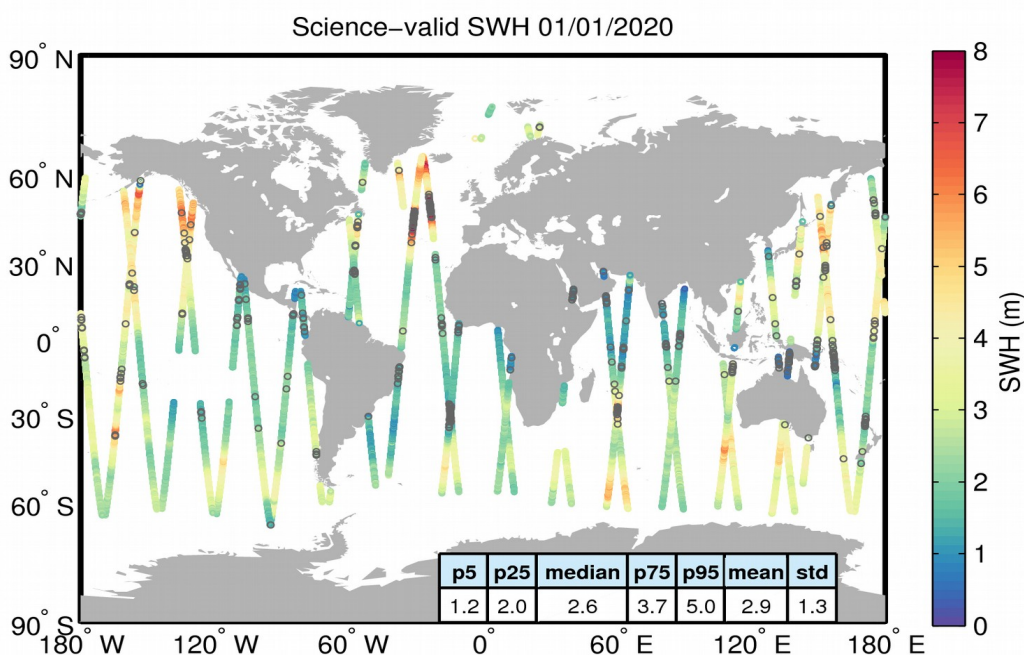 Science−valid SWH 01/01/2020
90° N
60° N
30° N
0°
30° S
60° S
90° S
180° W
120° W
60° W
0°
60° E
120° E
180° E
p5 p25 median p75 p95 mean std
1.2 2.0 2.6 3.7 5.0 2.9 1.3
8
7
6
5
4
3
2
1
0
SWH (m)